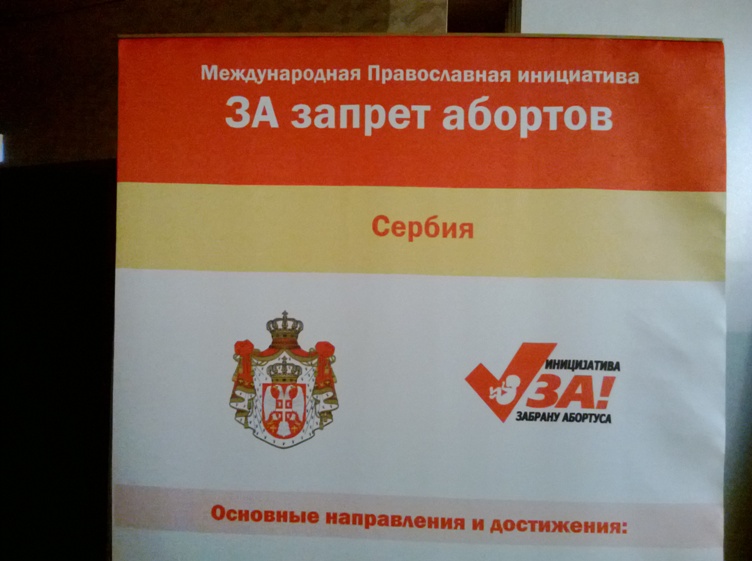 Международная Православная инициатива
ЗА запрет абортов
Сербия
ИНИЦИЈАТИВА
ЗА!
ЗАБРАНУ АБОРТУСА
Основные направления и достижения: